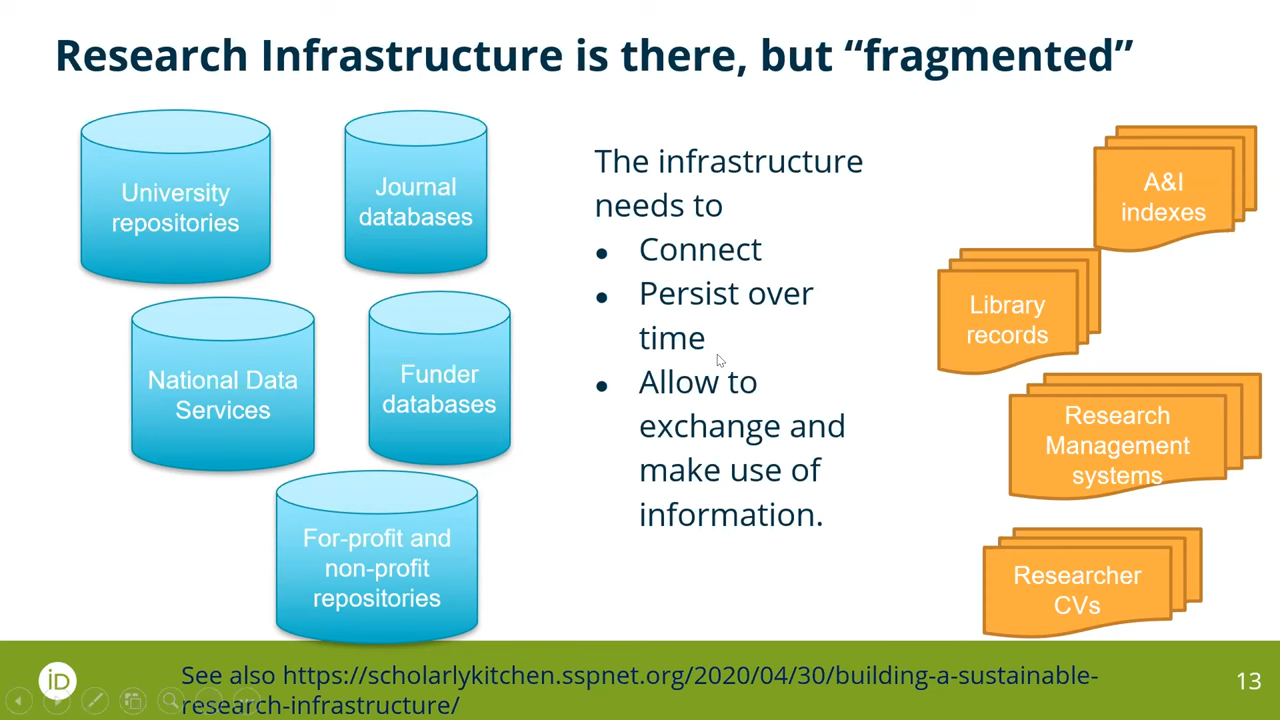 Research Infrastructure is there, but “fragmented”
University
repositories
Journal
databases
National Data
Services
Funder
databases
For-profit and
non-profit
repositories
The infrastructure
needs to
● Connect
● Persist over
time
● Allow to
exchange and
make use of
information.
A&I
indexes
Library
records
Research
Management
systems
Researcher
CVs
iD
See also https://scholarlykitchen.sspnet.org/2020/04/30/building-a-sustainable-
research-infrastructure/
13